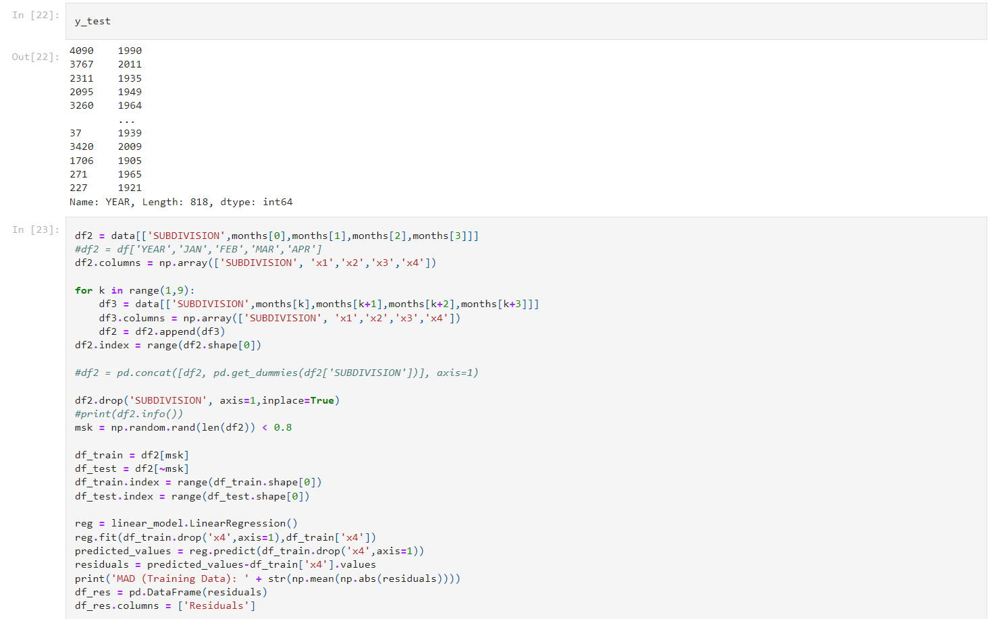 In [22]:
y_test
Out[22]:
4090    1990
3767    2011
2311    1935
2095    1949
3260    1964
        ...
37      1939
3420    2009
1706    1905
271     1965
227     1921
Name: YEAR, Length: 818, dtype: int64
In [23]:
df2 = data[['SUBDIVISION',months[0],months[1],months[2],months[3]]]
#df2 = df['YEAR','JAN','FEB','MAR','APR']
df2.columns = np.array(['SUBDIVISION', 'x1','x2','x3','x4'])

for k in range(1,9):
    df3 = data[['SUBDIVISION',months[k],months[k+1],months[k+2],months[k+3]]]
    df3.columns = np.array(['SUBDIVISION', 'x1','x2','x3','x4'])
    df2 = df2.append(df3)
df2.index = range(df2.shape[0])

#df2 = pd.concat([df2, pd.get_dummies(df2['SUBDIVISION'])], axis=1)

df2.drop('SUBDIVISION', axis=1,inplace=True)
#print(df2.info())
msk = np.random.rand(len(df2)) < 0.8

df_train = df2[msk]
df_test = df2[~msk]
df_train.index = range(df_train.shape[0])
df_test.index = range(df_test.shape[0])

reg = linear_model.LinearRegression()
reg.fit(df_train.drop('x4',axis=1),df_train['x4'])
predicted_values = reg.predict(df_train.drop('x4',axis=1))
residuals = predicted_values-df_train['x4'].values
print('MAD (Training Data): ' + str(np.mean(np.abs(residuals))))
df_res = pd.DataFrame(residuals)
df_res.columns = ['Residuals']